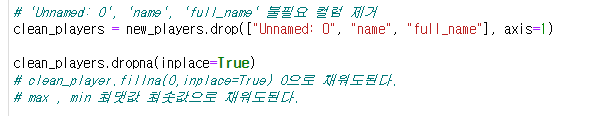 # 'Unnamed: 0', 'name', 'full_name' 불필요 컬럼 제거
clean_players = new_players.drop(["Unnamed: 0", "name", "full_name"], axis=1)
clean_players.dropna(inplace=True)
# clean_player.fillna(0,inplace=True) 0으로 채워도된다.
# max , min 최댓값 최솟값으로 채워도된다.